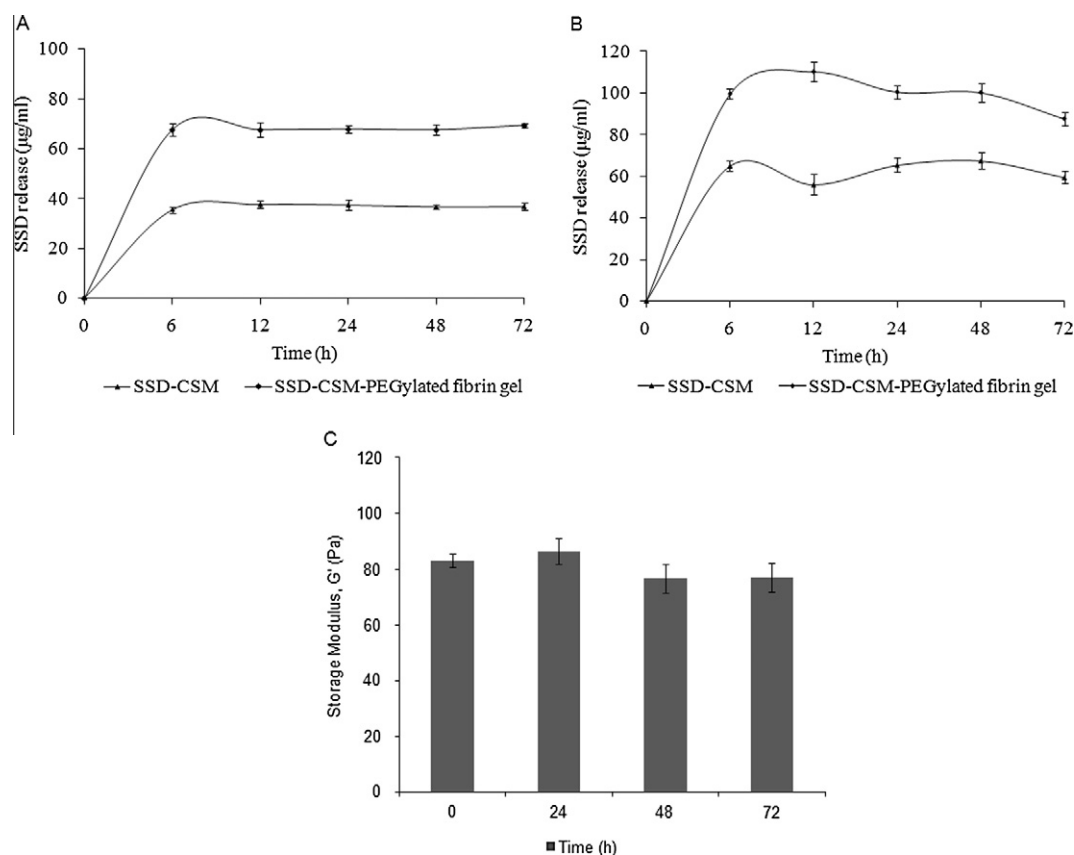 A
100
80
60
40
20
0
SSD release (µg/ml)
0 6 12 24 48 72
Time (h)
SSD-CSM SSD-CSM-PEGylated fibrin gel
B
120
100
80
60
40
20
0
SSD release (µg/ml)
0 6 12 24 48 72
Time (h)
SSD-CSM SSD-CSM-PEGylated fibrin gel
C
120
100
80
60
40
20
0
Storage Modulus, G' (Pa)
0 24 48 72
Time (h)